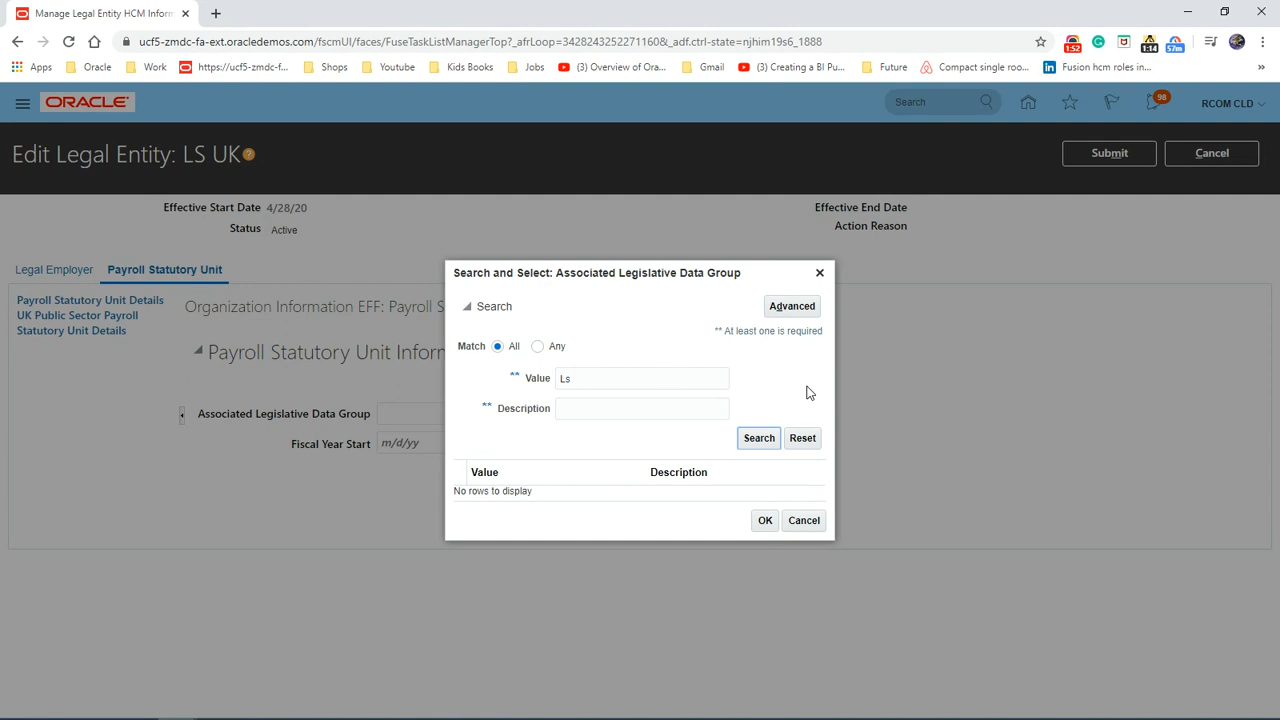 Manage Legal Entity HCM Inform
ucf5-zmdc-fa-ext.oracledemos.com/fscmUI/faces/FuseTaskListManagerTop?_afrLoop=3428243252271160&_adf.ctrl-state=njhim19s6_1888
1:52
1:14
57m
Apps
Oracle
Work
https://ucf5-zmdc-f...
Shops
Youtube
Kids Books
Jobs
(3) Overview of Ora...
Gmail
(3) Creating a BI Pu...
Future
Compact single roo...
Fusion hcm roles in...
»
ORACLE
Search
98
RCOM CLD
Edit Legal Entity: LS UK
Submit
Cancel
Effective Start Date 4/28/20
Effective End Date
Status Active
Action Reason
Legal Employer
Payroll Statutory Unit
Payroll Statutory Unit Details
UK Public Sector Payroll
Statutory Unit Details
Organization Information EFF: Payroll S
Payroll Statutory Unit Inform
Associated Legislative Data Group
Fiscal Year Start m/d/yy
Search and Select: Associated Legislative Data Group
Search
Advanced
** At least one is required
Match All Any
** Value Ls
** Description
Search Reset
Value Description
No rows to display
OK Cancel